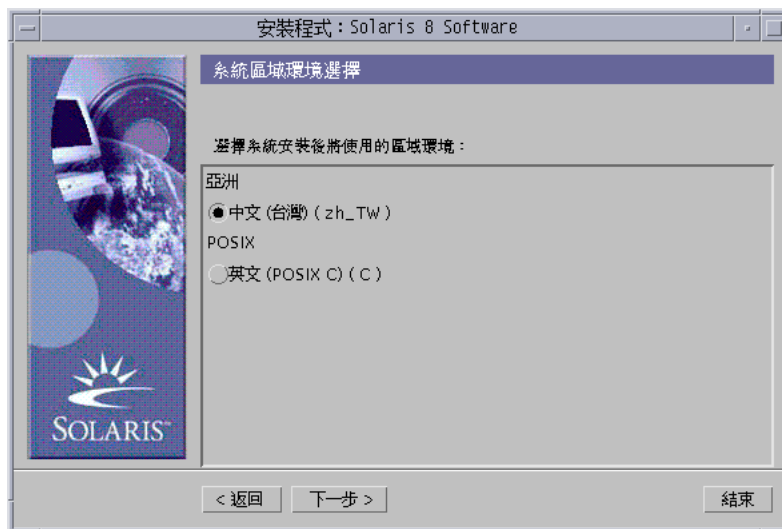 安裝程式：Solaris 8 Software
系統區域環境選擇
選擇系統安裝後將使用的區域環境：
亞洲
中文 (台灣) ( zh_TW )
POSIX
英文 (POSIX C) ( C )
SOLARIS™
< 返回
下一步 >
結束